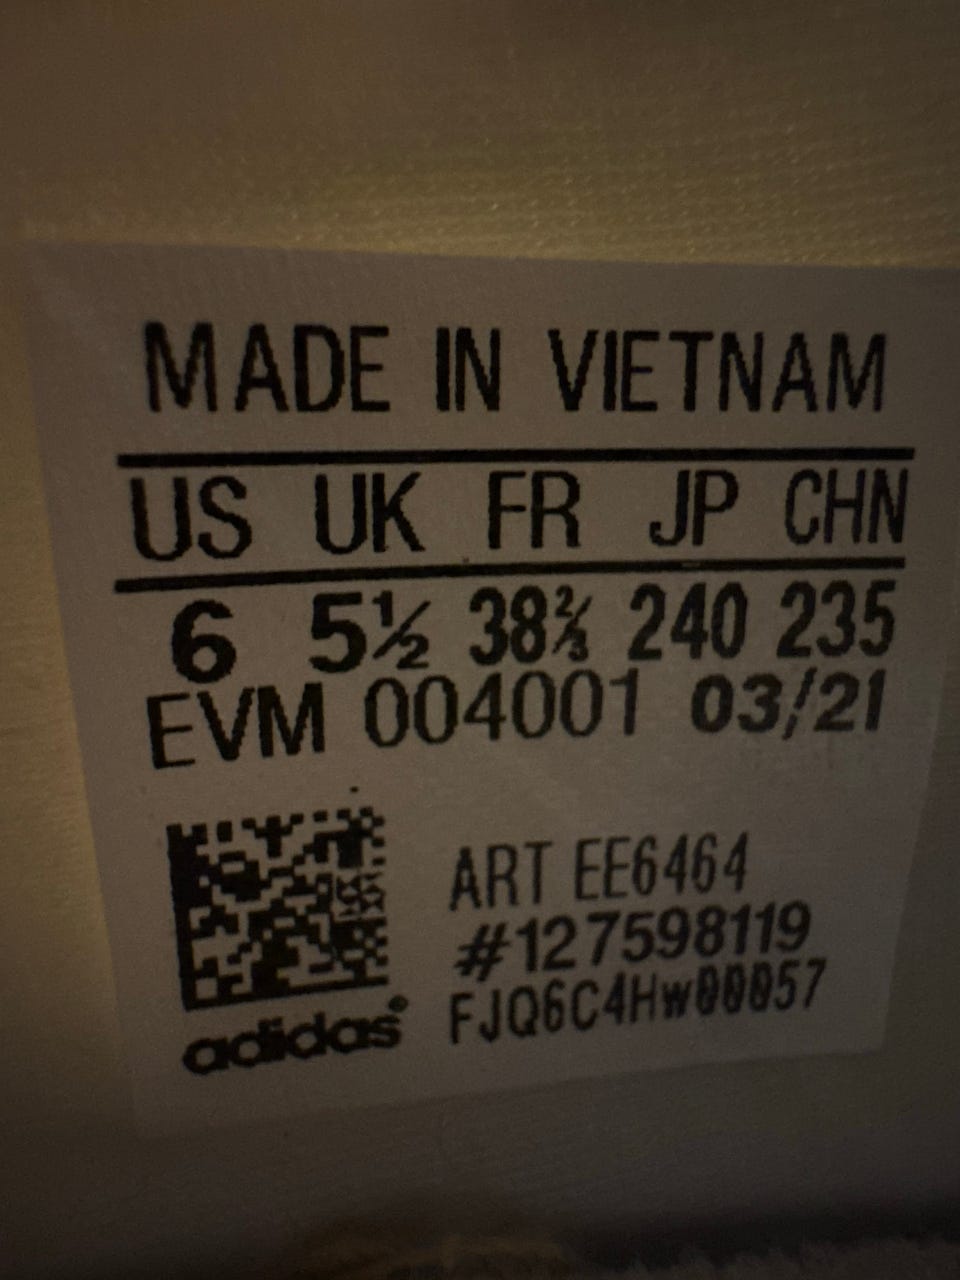 MADE IN VIETNAM
US UK FR JP CHN
6 5½ 38⅔ 240 235
EVM 004001 03/21
ART EE6464
#127598119
FJQ6C4Hw00057
adidas®